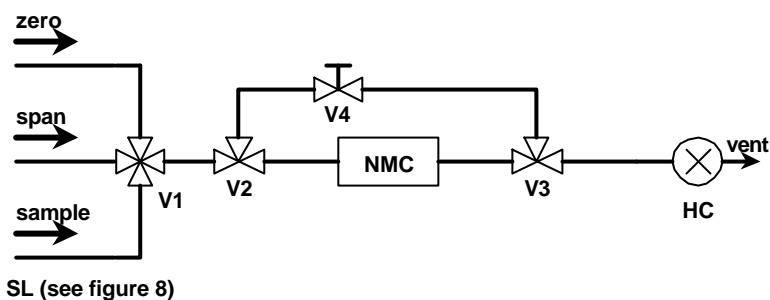 zero
span
sample
V1
V2
V4
NMC
V3
HC
vent
SL (see figure 8)